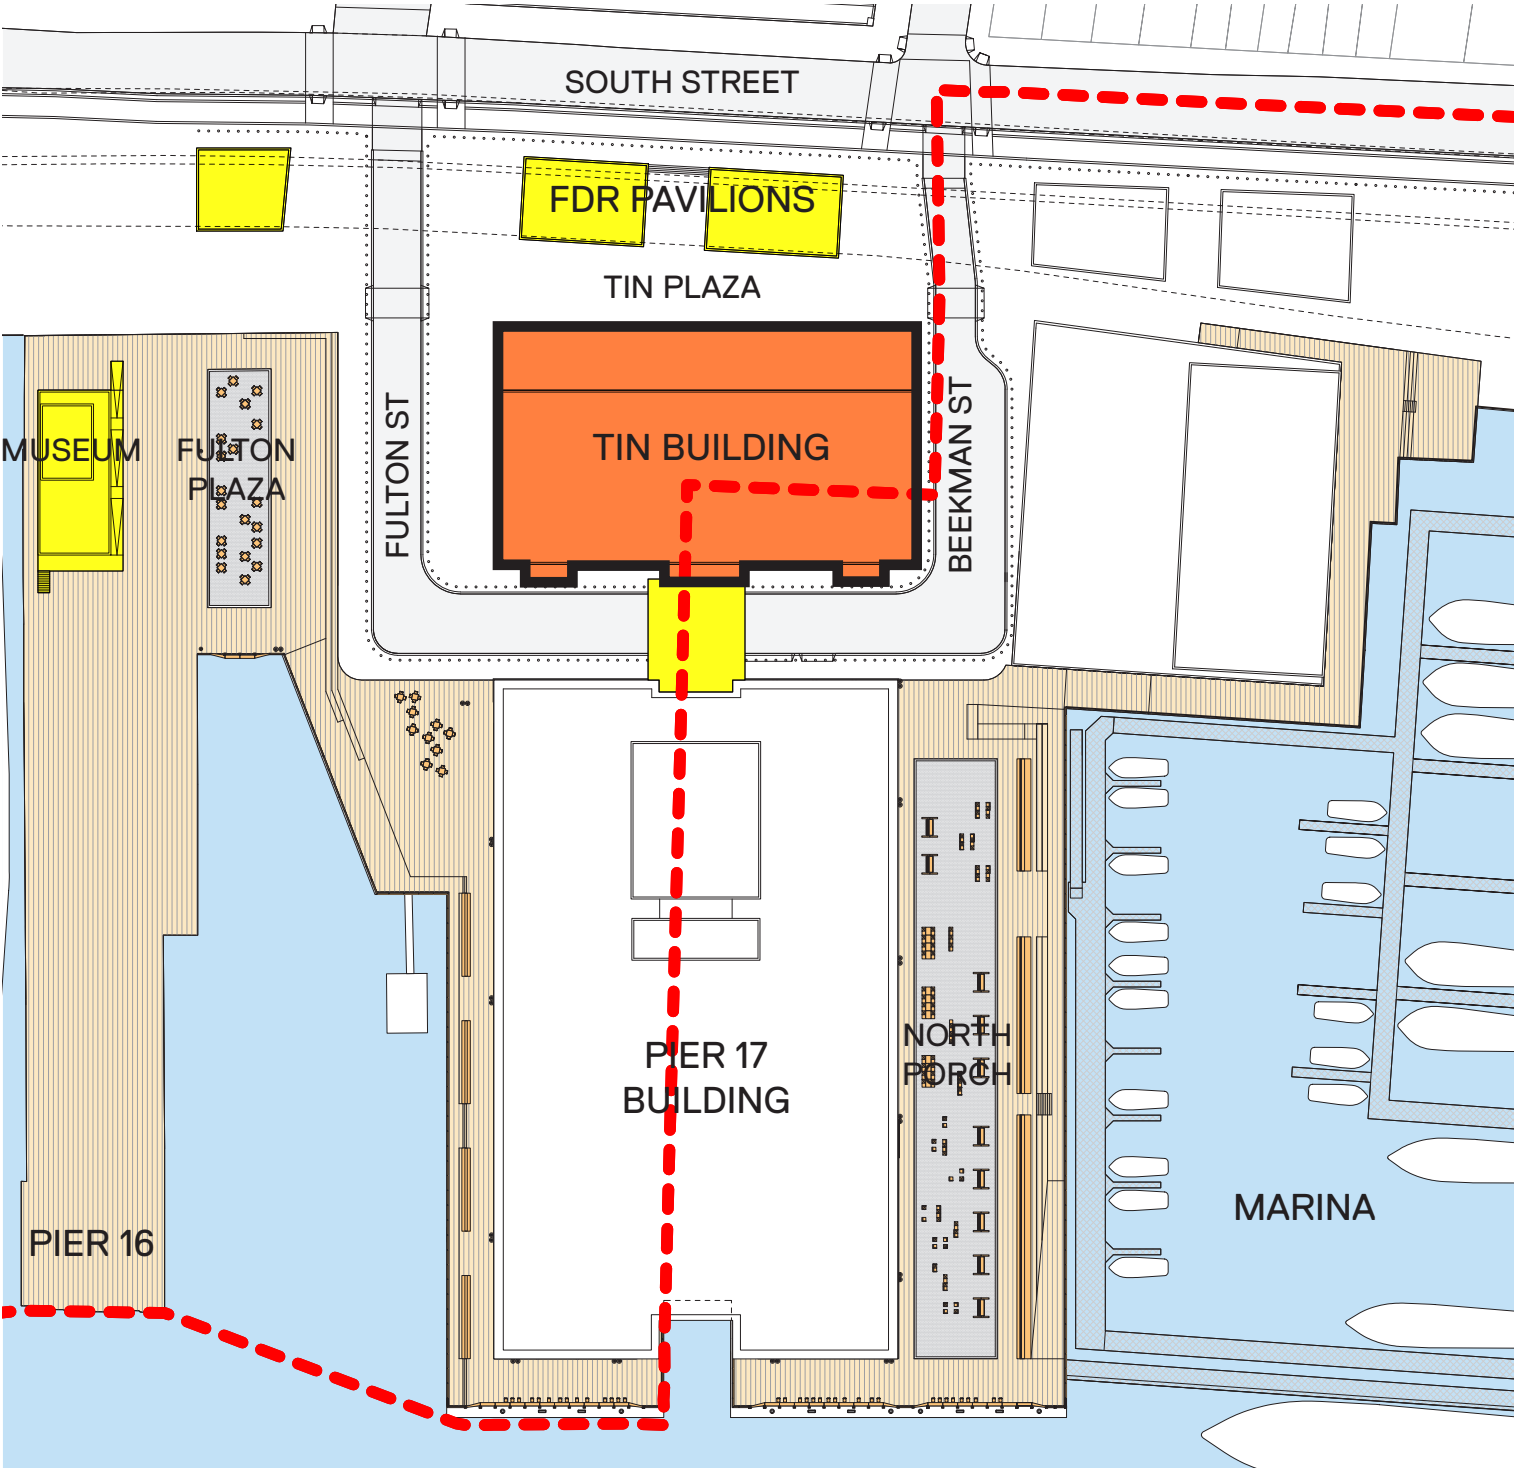 SOUTH STREET
FDR PAVILIONS
TIN PLAZA
MUSEUM
FULTON
PLAZA
FULTON ST
TIN BUILDING
BEEKMAN ST
PIER 17
BUILDING
NORTH
PORCH
MARINA
PIER 16